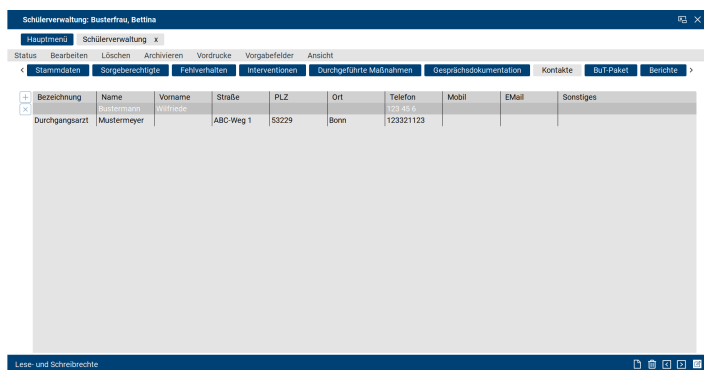 Schülerverwaltung: Busterfrau, Bettina
Hauptmenü Schülerverwaltung x
Status Bearbeiten Löschen Archivieren Vordrucke Vorgabefelder Ansicht
< Stammdaten Sorgeberechtigte Fehlverhalten Interventionen Durchgeführte Maßnahmen Gesprächsdokumentation Kontakte BuT-Paket Berichte >
Bezeichnung Name Vorname Straße PLZ Ort Telefon Mobil EMail Sonstiges
Bustermann Wilfriede 123 45 6
Durchgangsarzt Mustermeyer ABC-Weg 1 53229 Bonn 123321123
Lese- und Schreibrechte